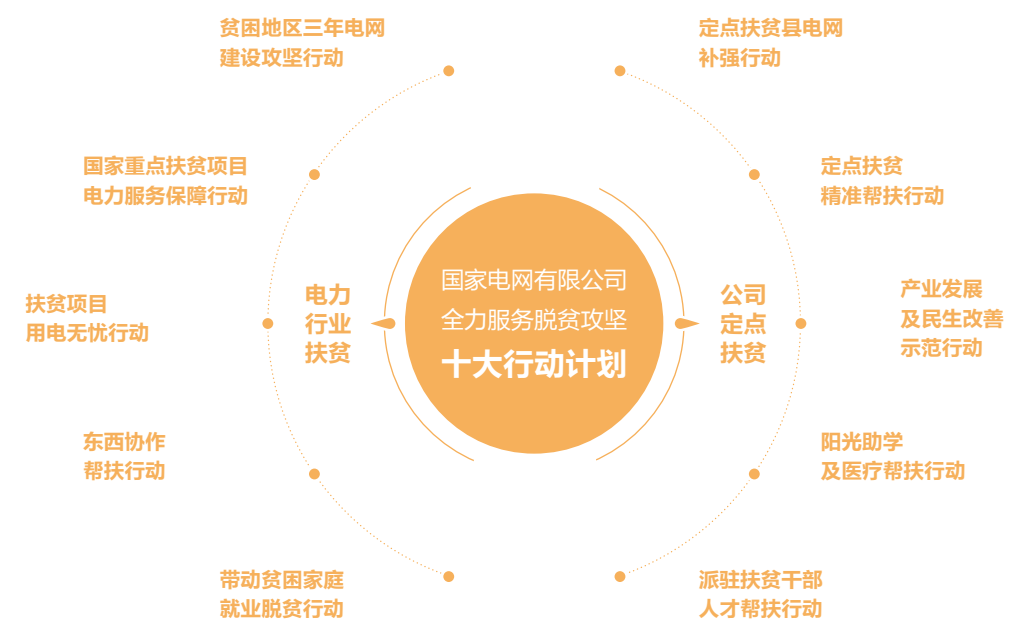 贫困地区三年电网
建设攻坚行动
国家重点扶贫项目
电力服务保障行动
扶贫项目
用电无忧行动
东西协作
帮扶行动
带动贫困家庭
就业脱贫行动
电力
行业
扶贫
国家电网有限公司
全力服务脱贫攻坚
十大行动计划
公司
定点
扶贫
定点扶贫县电网
补强行动
定点扶贫
精准帮扶行动
产业发展
及民生改善
示范行动
阳光助学
及医疗帮扶行动
派驻扶贫干部
人才帮扶行动